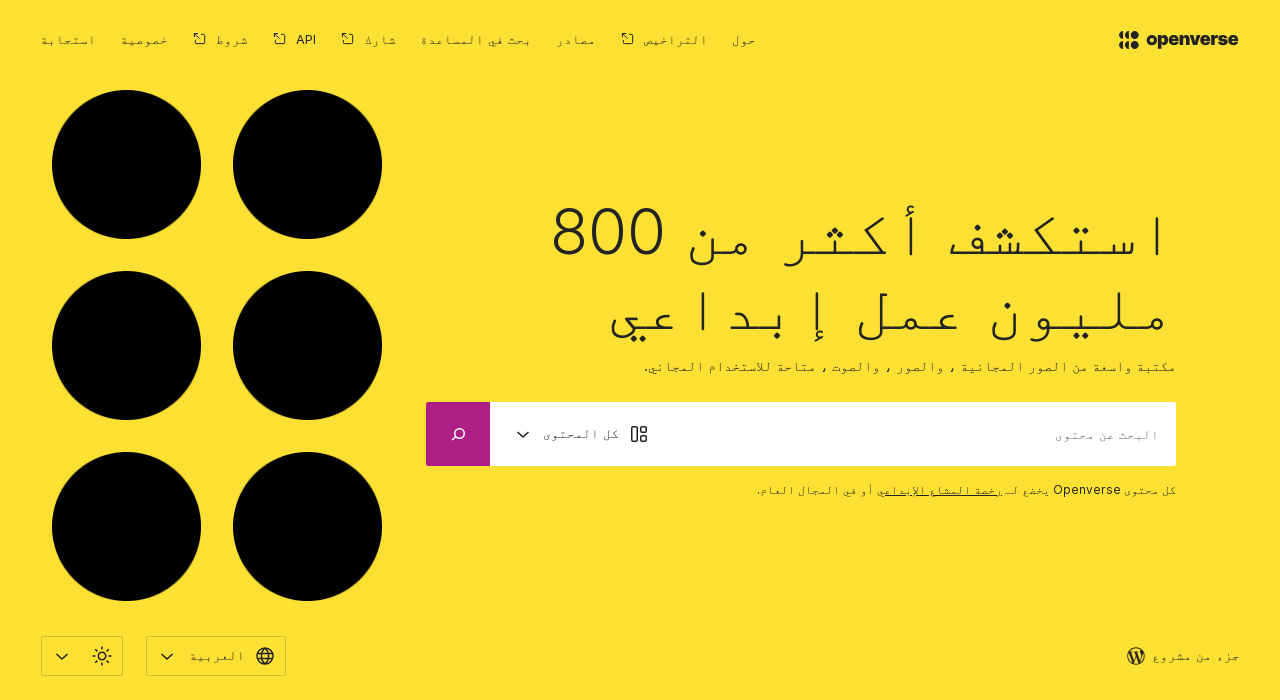 openverse
حول
التراخيص
مصادر
بحث في المساعدة
شارك
API
شروط
خصوصية
استجابة
استكشف أكثر من 800
مليون عمل إبداعي
مكتبة واسعة من الصور المجانية ، والصور ، والصوت ، متاحة للاستخدام المجاني.
البحث عن محتوى
كل المحتوى
كل محتوى Openverse يخضع لـ رخصة المشاع الإبداعي أو في المجال العام.
جزء من مشروع
العربية